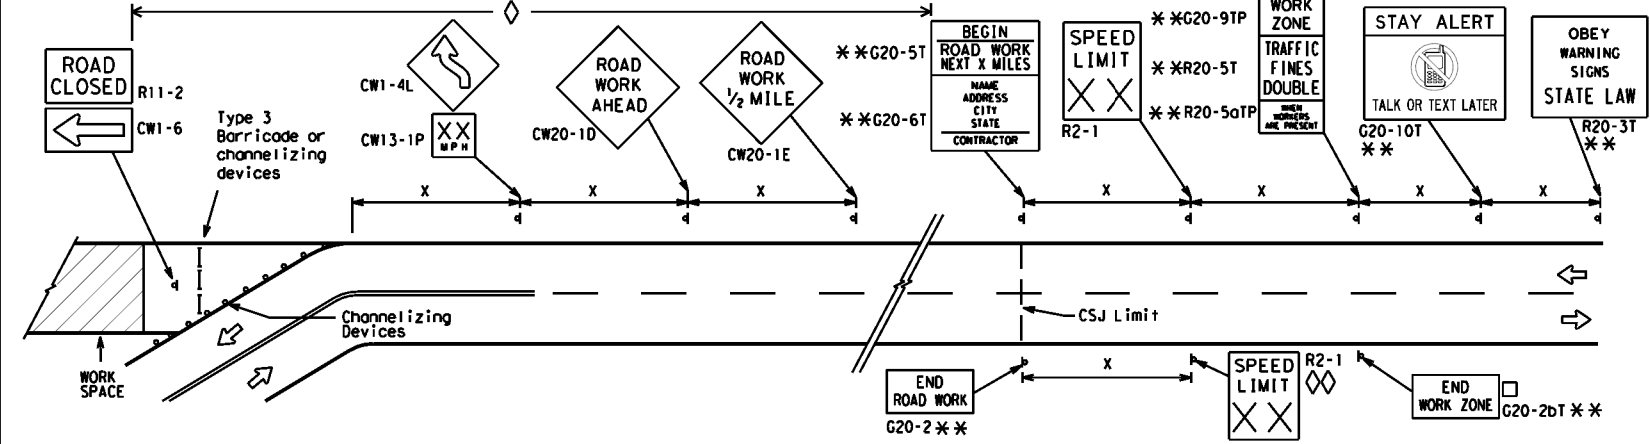 ROAD
CLOSED
R11-2
CW1-6
Type 3
Barricade or
channelizing
devices
CW1-4L
XX
MPH
CW13-1P
ROAD
WORK
AHEAD
CW20-1D
ROAD
WORK
1/2 MILE
CW20-1E
**G20-5T
BEGIN
ROAD WORK
NEXT X MILES
**G20-6T
NAME
ADDRESS
CITY
STATE
CONTRACTOR
SPEED
LIMIT
X X
R2-1
**G20-9TP
WORK
ZONE
**R20-5T
TRAFFIC
FINES
DOUBLE
**R20-5aTP
WHEN
WORKERS
ARE PRESENT
STAY ALERT
TALK OR TEXT LATER
G20-10T
**
OBEY
WARNING
SIGNS
STATE LAW
R20-3T
**
X
X
X
X
X
X
X
Channelizing
Devices
CSJ Limit
WORK
SPACE
END
ROAD WORK
G20-2**
X
SPEED
LIMIT
X X
R2-1
END
WORK ZONE
G20-2bT **